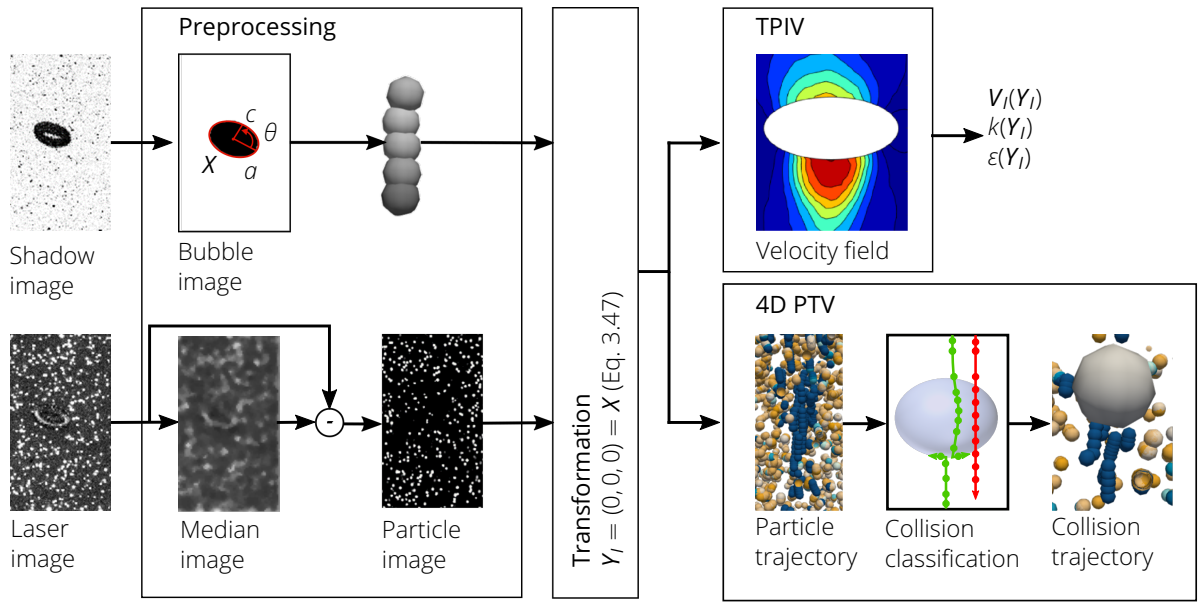 Preprocessing
c
θ
X
a
Shadow
image
Bubble
image
Laser
image
Median
image
-
Particle
image
Transformation
Y_I = (0, 0, 0) = X (Eq. 3.47)
TPIV
Velocity field
V_I(Y_I)
k(Y_I)
ε(Y_I)
4D PTV
Particle
trajectory
Collision
classification
Collision
trajectory